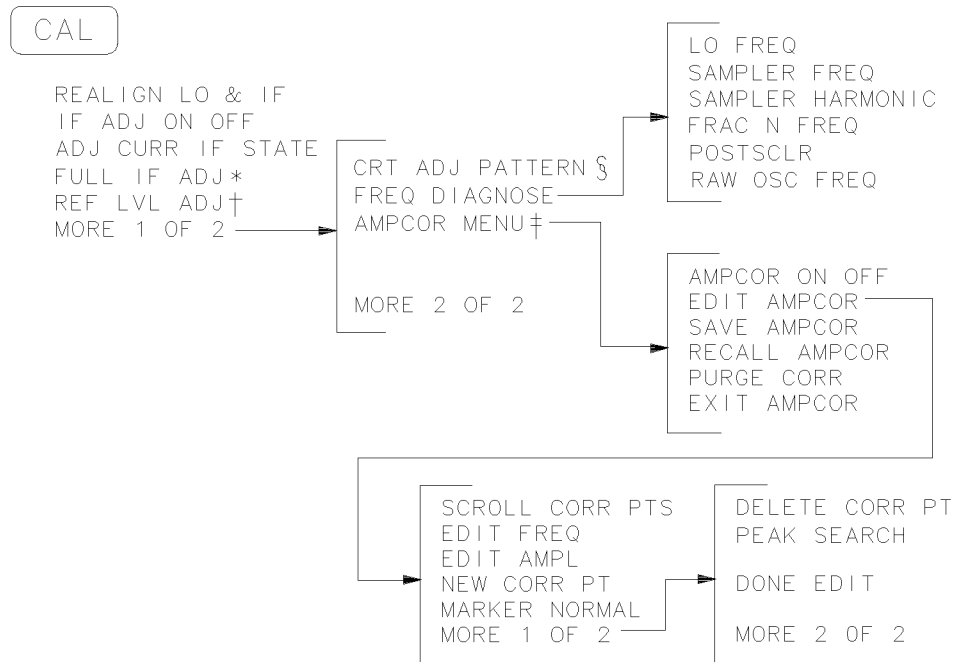 CAL
REALIGN LO & IF
IF ADJ ON OFF
ADJ CURR IF STATE
FULL IF ADJ*
REF LVL ADJ†
MORE 1 OF 2
CRT ADJ PATTERN §
FREQ DIAGNOSE
AMPCOR MENU‡
MORE 2 OF 2
LO FREQ
SAMPLER FREQ
SAMPLER HARMONIC
FRAC N FREQ
POSTSCLR
RAW OSC FREQ
AMPCOR ON OFF
EDIT AMPCOR
SAVE AMPCOR
RECALL AMPCOR
PURGE CORR
EXIT AMPCOR
SCROLL CORR PTS
EDIT FREQ
EDIT AMPL
NEW CORR PT
MARKER NORMAL
MORE 1 OF 2
DELETE CORR PT
PEAK SEARCH
DONE EDIT
MORE 2 OF 2